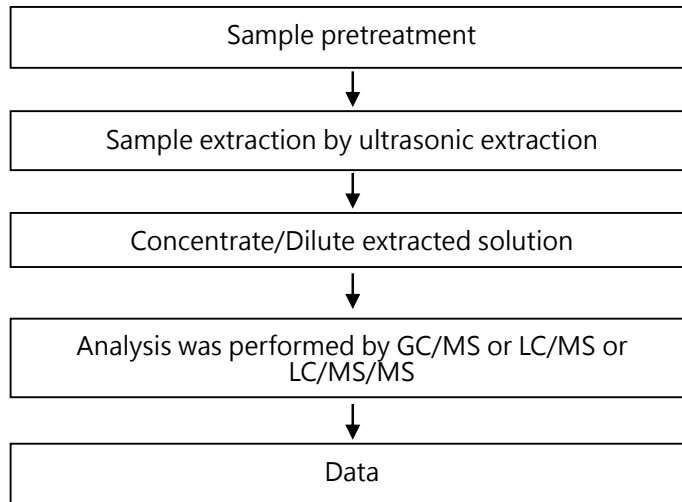 Sample pretreatment
Sample extraction by ultrasonic extraction
Concentrate/Dilute extracted solution
Analysis was performed by GC/MS or LC/MS or
LC/MS/MS
Data